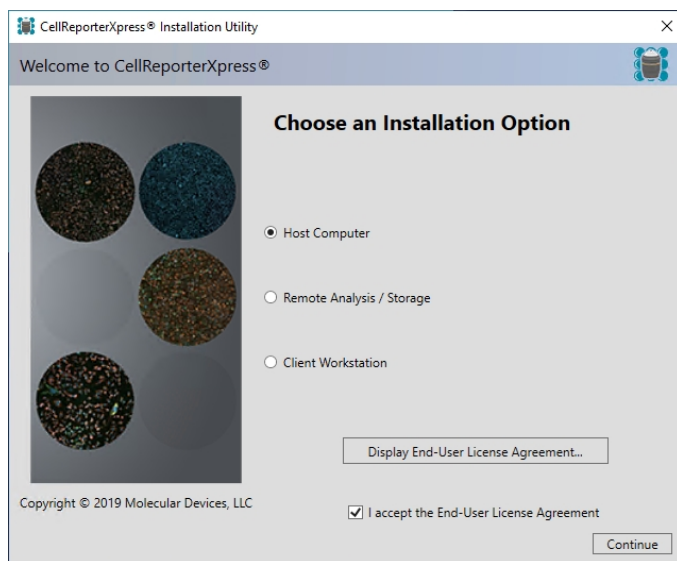 CellReporterXpress® Installation Utility
Welcome to CellReporterXpress®
Choose an Installation Option
Host Computer
Remote Analysis / Storage
Client Workstation
Display End-User License Agreement...
Copyright © 2019 Molecular Devices, LLC
I accept the End-User License Agreement
Continue